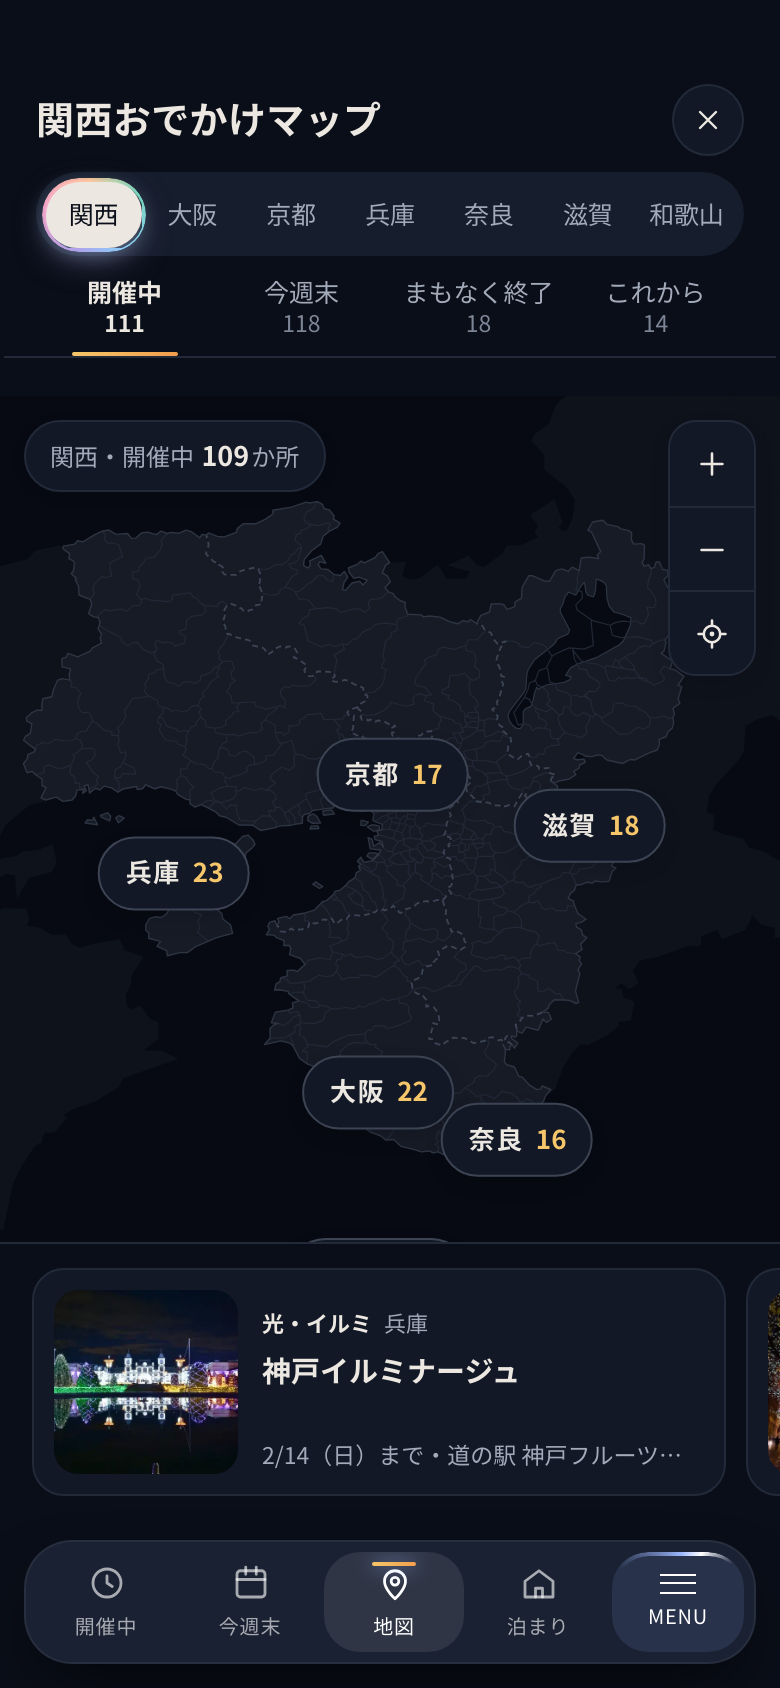 関西おでかけマップ
関西 大阪 京都 兵庫 奈良 滋賀 和歌山
開催中 今週末 まもなく終了 これから
111 118 18 14
関西・開催中 109か所
京都 17
滋賀 18
兵庫 23
大阪 22
奈良 16
光・イルミ 兵庫
神戸イルミナージュ
2/14（日）まで・道の駅 神戸フルーツ…
開催中 今週末 地図 泊まり MENU